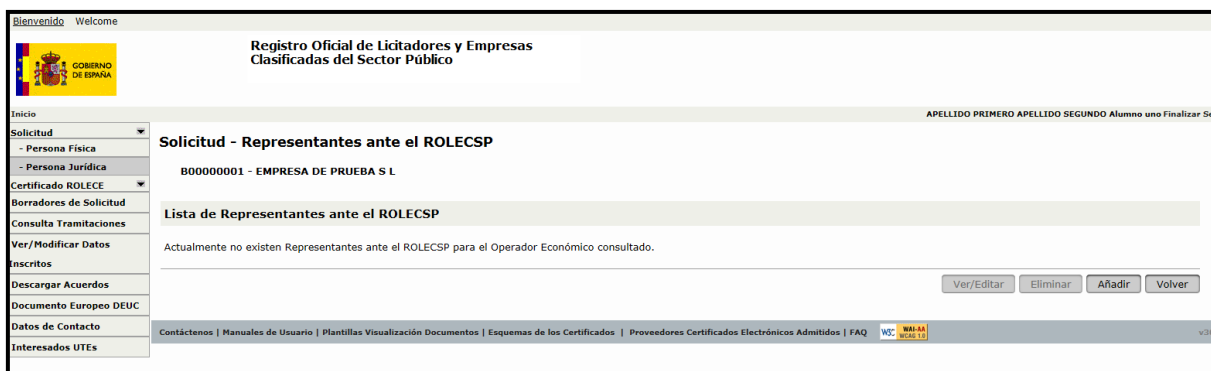 Bienvenido Welcome
GOBIERNO
DE ESPAÑA
Registro Oficial de Licitadores y Empresas
Clasificadas del Sector Público
Inicio
APELLIDO PRIMERO APELLIDO SEGUNDO Alumno uno Finalizar Se
Solicitud
- Persona Física
- Persona Jurídica
Certificado ROLECE
Borradores de Solicitud
Consulta Tramitaciones
Ver/Modificar Datos
Inscritos
Descargar Acuerdos
Documento Europeo DEUC
Datos de Contacto
Interesados UTEs
Solicitud - Representantes ante el ROLECSP
B00000001 - EMPRESA DE PRUEBA S L
Lista de Representantes ante el ROLECSP
Actualmente no existen Representantes ante el ROLECSP para el Operador Económico consultado.
Ver/Editar Eliminar Añadir Volver
Contáctenos | Manuales de Usuario | Plantillas Visualización Documentos | Esquemas de los Certificados | Proveedores Certificados Electrónicos Admitidos | FAQ
W3C WAI-AA
WCAG 1.0